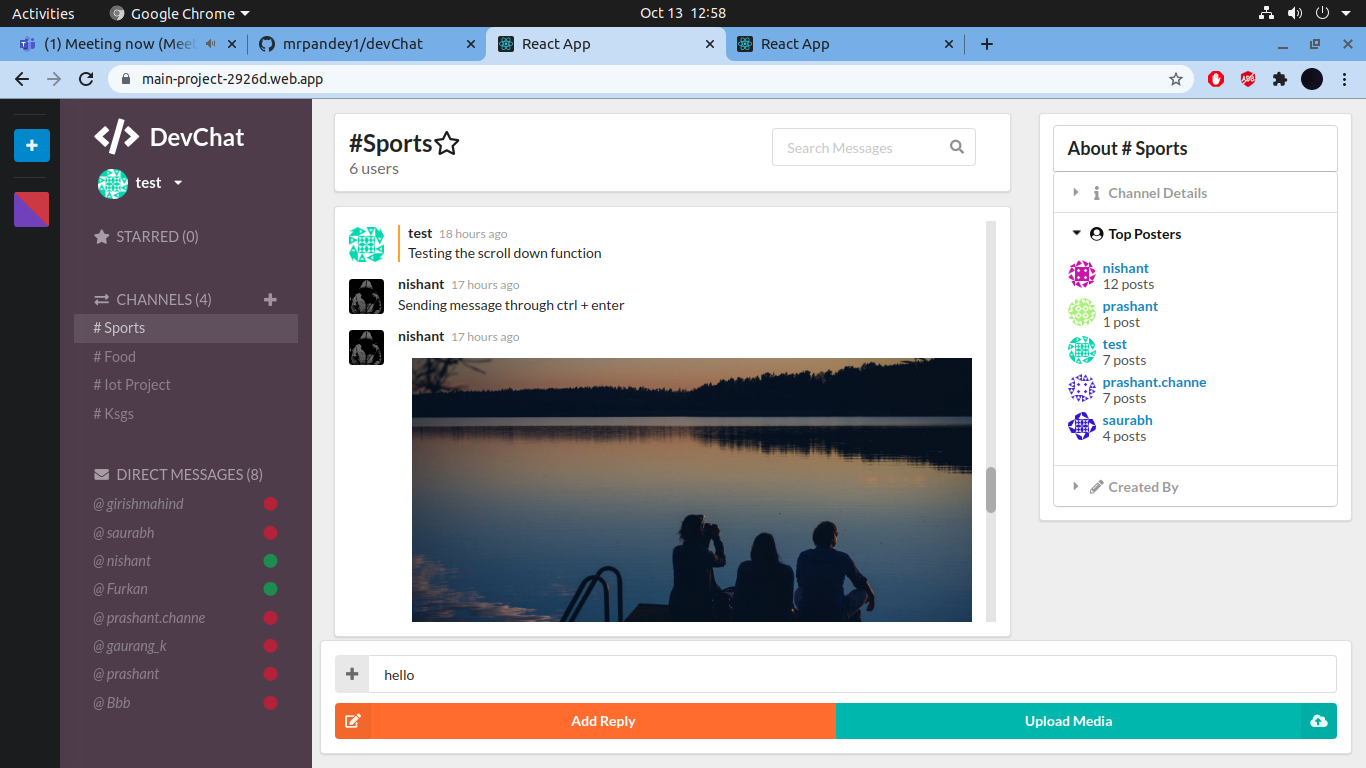 Activities
Google Chrome
Oct 13 12:58
(1) Meeting now (Mee
mrpandey1/devChat
React App
React App
main-project-2926d.web.app
ABP
</> DevChat
test
STARRED (0)
CHANNELS (4)
# Sports
# Food
# Iot Project
# Ksgs
DIRECT MESSAGES (8)
@ girishmahind
@ saurabh
@ nishant
@ Furkan
@ prashant.channe
@ gaurang_k
@ prashant
@ Bbb
#Sports
6 users
Search Messages
test 18 hours ago
Testing the scroll down function
nishant 17 hours ago
Sending message through ctrl + enter
nishant 17 hours ago
hello
Add Reply
Upload Media
About # Sports
Channel Details
Top Posters
nishant
12 posts
prashant
1 post
test
7 posts
prashant.channe
7 posts
saurabh
4 posts
Created By